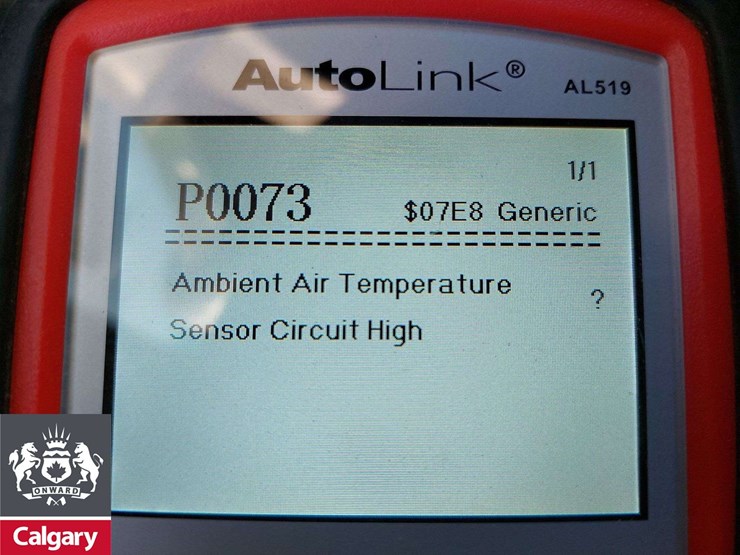 AutoLink® AL519
1/1
P0073 $07E8 Generic
==============================
Ambient Air Temperature
?
Sensor Circuit High
ONWARD
Calgary